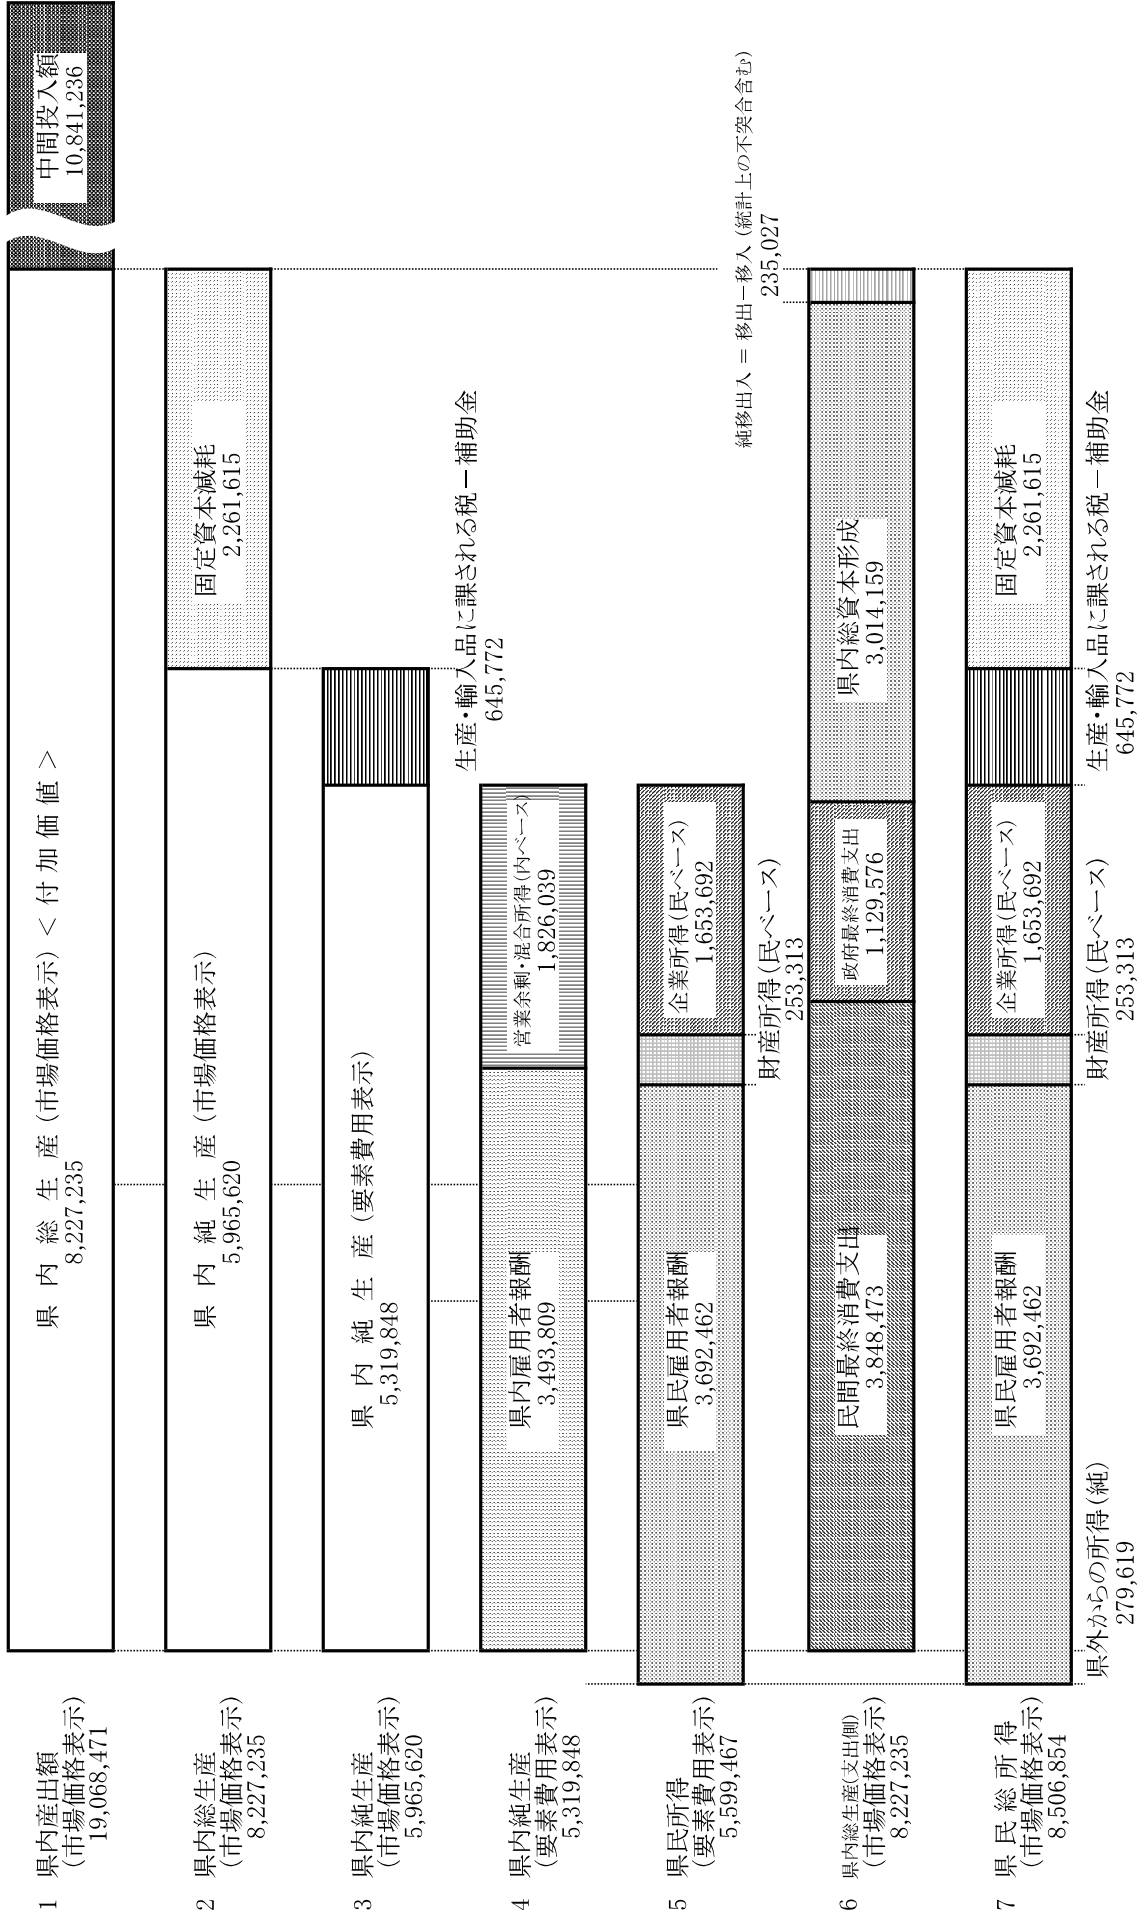 1 県内産出額
(市場価格表示)
19,068,471
県 内 総 生 産 (市場価格表示) < 付 加 価 値 >
8,227,235
中間投入額
10,841,236
2 県内総生産
(市場価格表示)
8,227,235
県 内 純 生 産 (市場価格表示)
5,965,620
固定資本減耗
2,261,615
3 県内純生産
(市場価格表示)
5,965,620
県 内 純 生 産 (要素費用表示)
5,319,848
生産・輸入品に課される税－補助金
645,772
4 県内純生産
(要素費用表示)
5,319,848
県内雇用者報酬
3,493,809
営業余剰・混合所得(内ベース)
1,826,039
5 県民所得
(要素費用表示)
5,599,467
県民雇用者報酬
3,692,462
企業所得(民ベース)
1,653,692
財産所得(民ベース)
253,313
純移出入 = 移出－移入 (統計上の不突合含む)
235,027
6 県内総生産(支出側)
(市場価格表示)
8,227,235
民間最終消費支出
3,848,473
政府最終消費支出
1,129,576
県内総資本形成
3,014,159
7 県 民 総 所 得
(市場価格表示)
8,506,854
県民雇用者報酬
3,692,462
企業所得(民ベース)
1,653,692
固定資本減耗
2,261,615
県外からの所得(純)
279,619
財産所得(民ベース)
253,313
生産・輸入品に課される税－補助金
645,772